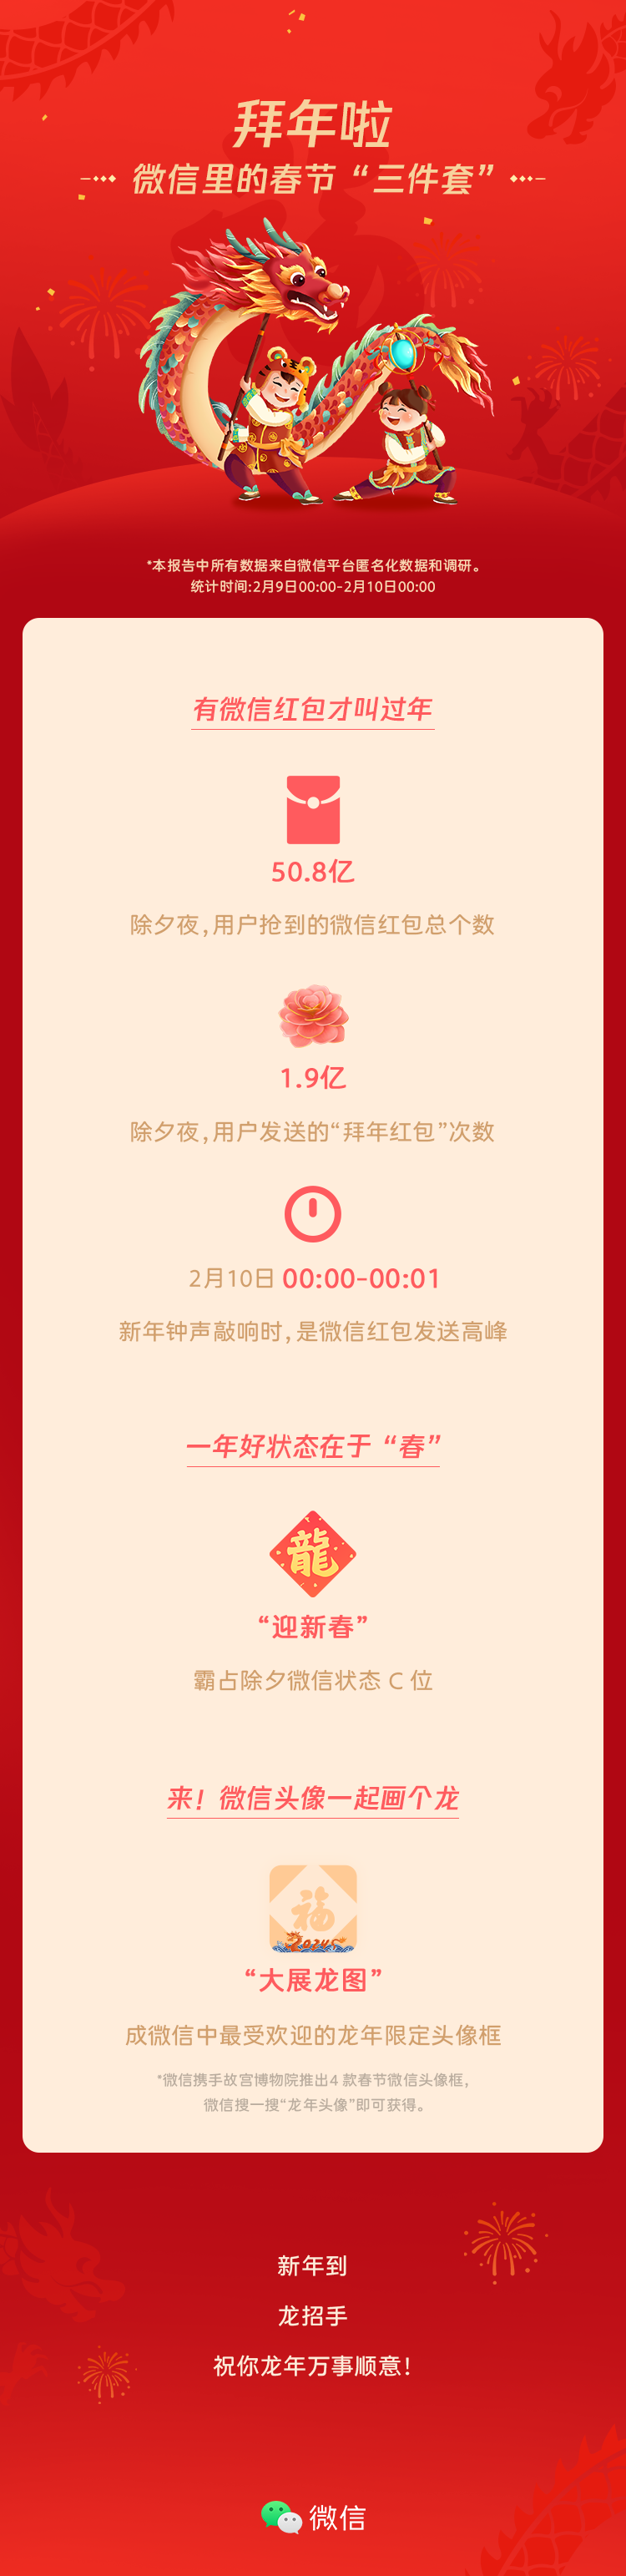 拜年啦
微信里的春节“三件套”
*本报告中所有数据来自微信平台匿名化数据和调研。
统计时间:2月9日00:00-2月10日00:00
有微信红包才叫过年
50.8亿
除夕夜,用户抢到的微信红包总个数
1.9亿
除夕夜,用户发送的“拜年红包”次数
2月10日 00:00-00:01
新年钟声敲响时,是微信红包发送高峰
一年好状态在于“春”
龍
“迎新春”
霸占除夕微信状态 C 位
来！微信头像一起画个龙
福
2024
“大展龙图”
成微信中最受欢迎的龙年限定头像框
*微信携手故宫博物院推出4 款春节微信头像框，
微信搜一搜“龙年头像”即可获得。
新年到
龙招手
祝你龙年万事顺意!
微信